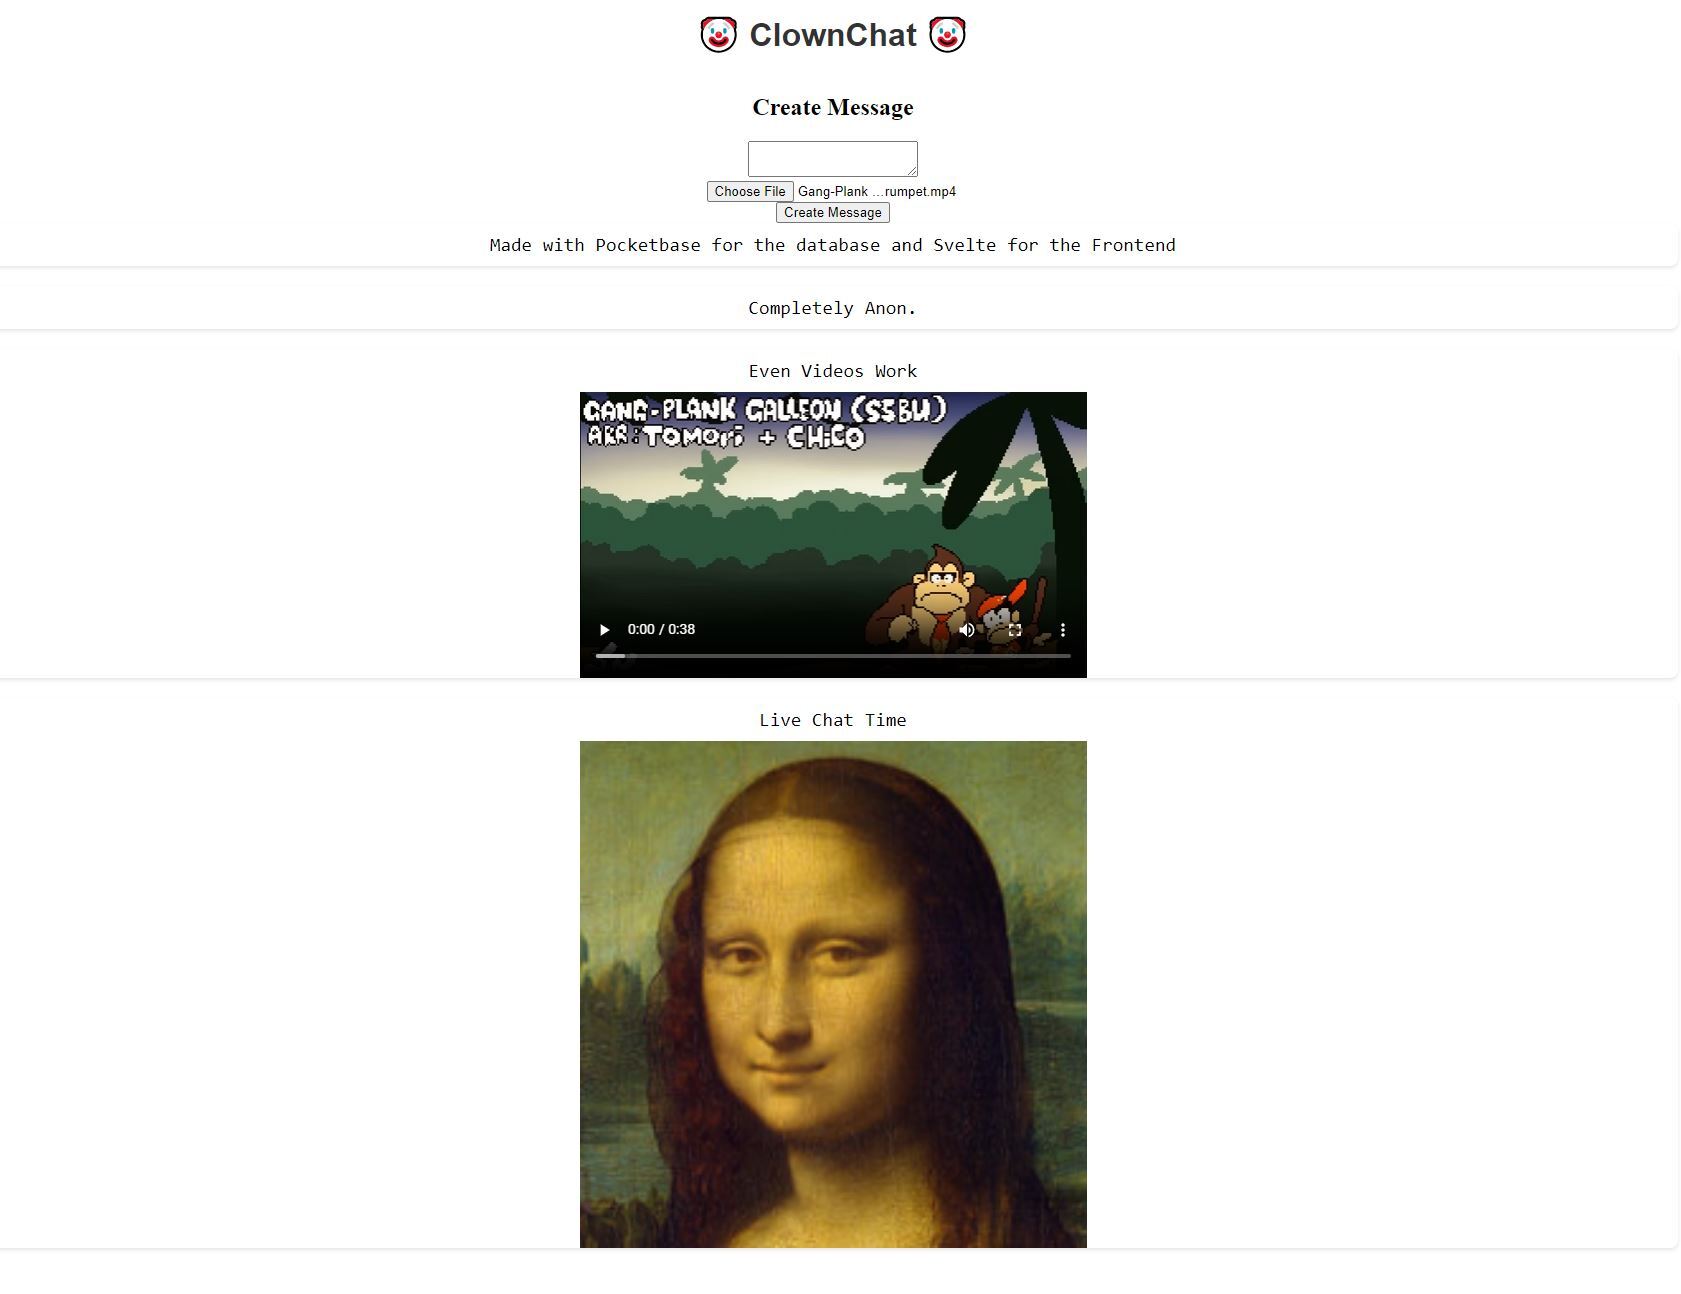 🤡 ClownChat 🤡
Create Message
Choose File Gang-Plank ...rumpet.mp4
Create Message
Made with Pocketbase for the database and Svelte for the Frontend
Completely Anon.
Even Videos Work
GANG-PLANK GALLEON (SSBU)
ARR: TOMORI + CHICO
0:00 / 0:38
Live Chat Time